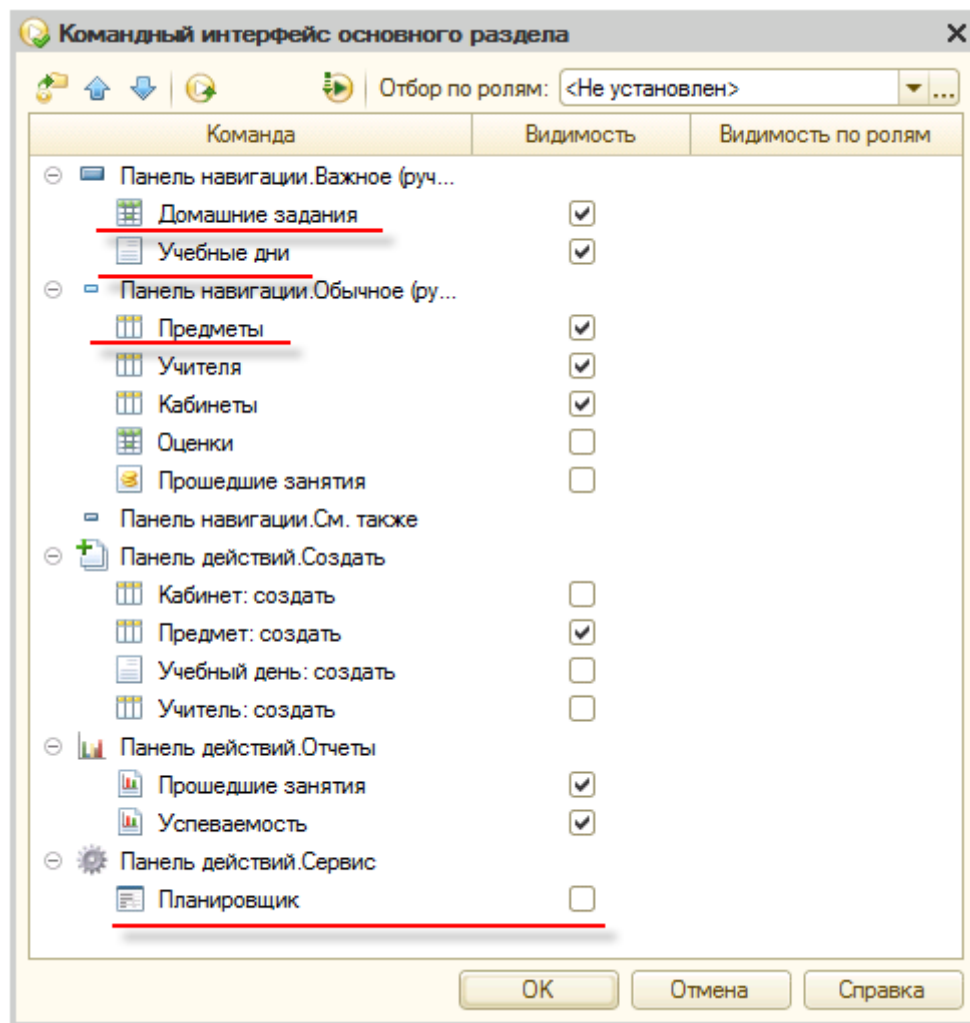 Командный интерфейс основного раздела
Отбор по ролям: <Не установлен> ...
Команда Видимость Видимость по ролям
Панель навигации.Важное (руч...
Домашние задания
Учебные дни
Панель навигации.Обычное (ру...
Предметы
Учителя
Кабинеты
Оценки
Прошедшие занятия
Панель навигации.См. также
Панель действий.Создать
Кабинет: создать
Предмет: создать
Учебный день: создать
Учитель: создать
Панель действий.Отчеты
Прошедшие занятия
Успеваемость
Панель действий.Сервис
Планировщик
ОК Отмена Справка